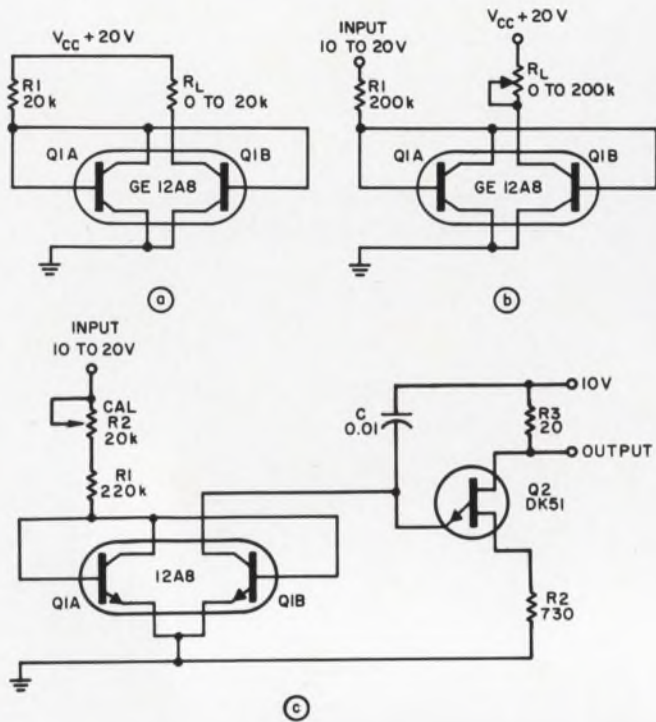 VCC + 20V
R1
20k
RL
0 TO 20k
Q1A
Q1B
GE 12A8
a
INPUT
10 TO 20V
VCC + 20V
R1
200k
RL
0 TO 200k
Q1A
Q1B
GE 12A8
b
INPUT
10 TO 20V
CAL
R2
20k
R1
220k
12A8
Q1A
Q1B
C
0.01
10V
R3
20
OUTPUT
Q2
DK51
R2
730
c